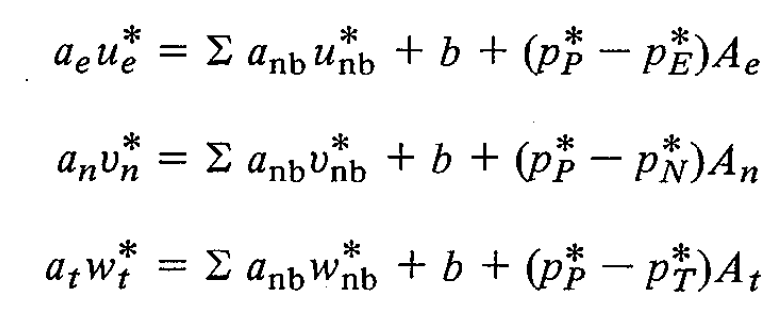 a_e u_e^* = Σ a_nb u_nb^* + b + (p_P^* − p_E^*)A_e
a_n v_n^* = Σ a_nb v_nb^* + b + (p_P^* − p_N^*)A_n
a_t w_t^* = Σ a_nb w_nb^* + b + (p_P^* − p_T^*)A_t